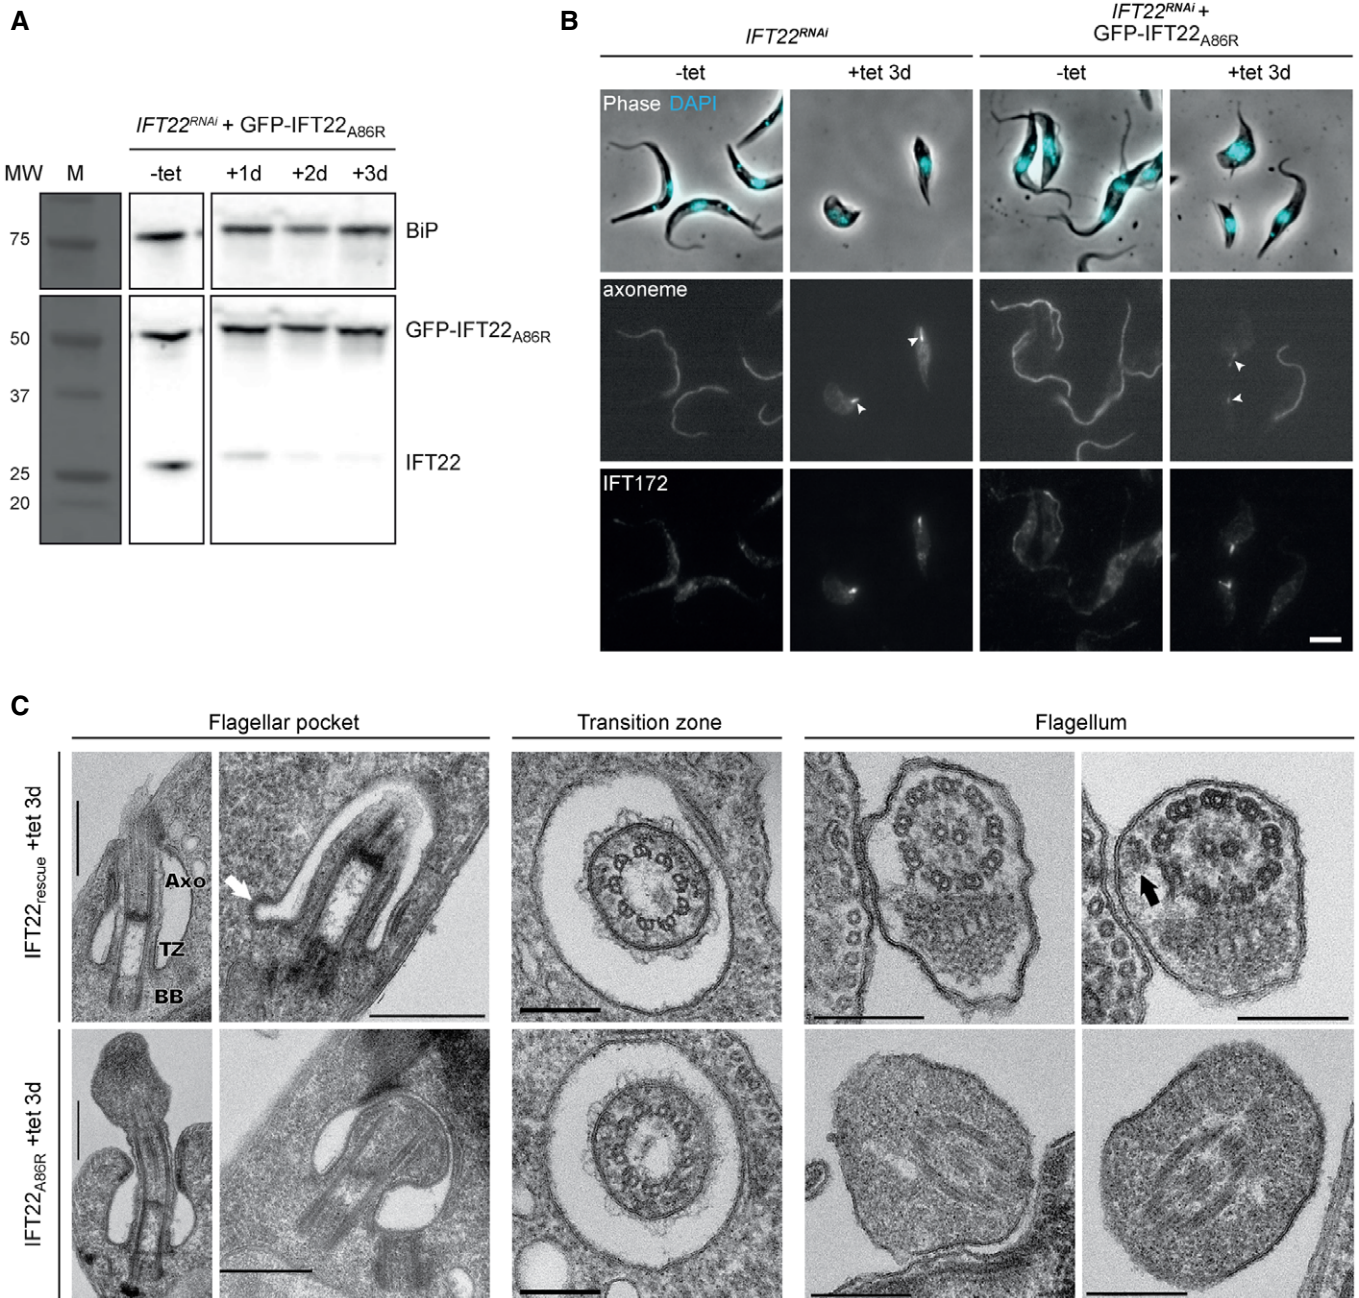 A
IFT22RNAi + GFP-IFT22A86R
MW M -tet +1d +2d +3d
75
BiP
50
GFP-IFT22A86R
37
25
IFT22
20
B
IFT22RNAi
IFT22RNAi +
GFP-IFT22A86R
-tet +tet 3d -tet +tet 3d
Phase DAPI
axoneme
IFT172
C
Flagellar pocket Transition zone Flagellum
IFT22rescue +tet 3d
Axo
TZ
BB
IFT22A86R +tet 3d